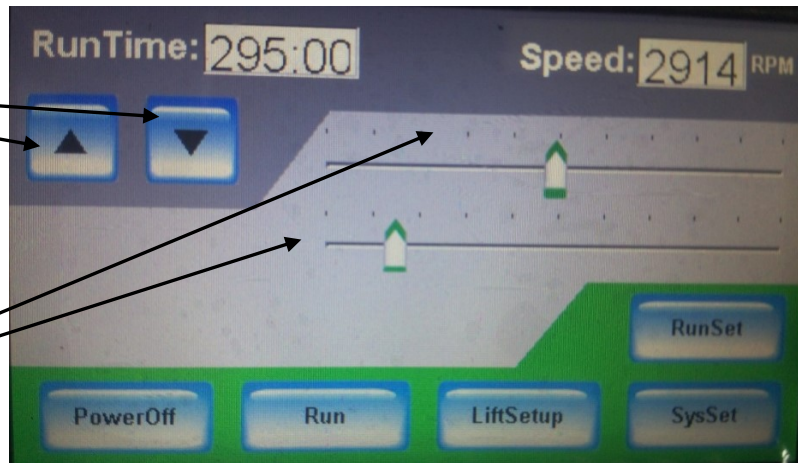 RunTime: 295:00 Speed: 2914 RPM
RunSet
PowerOff Run LiftSetup SysSet